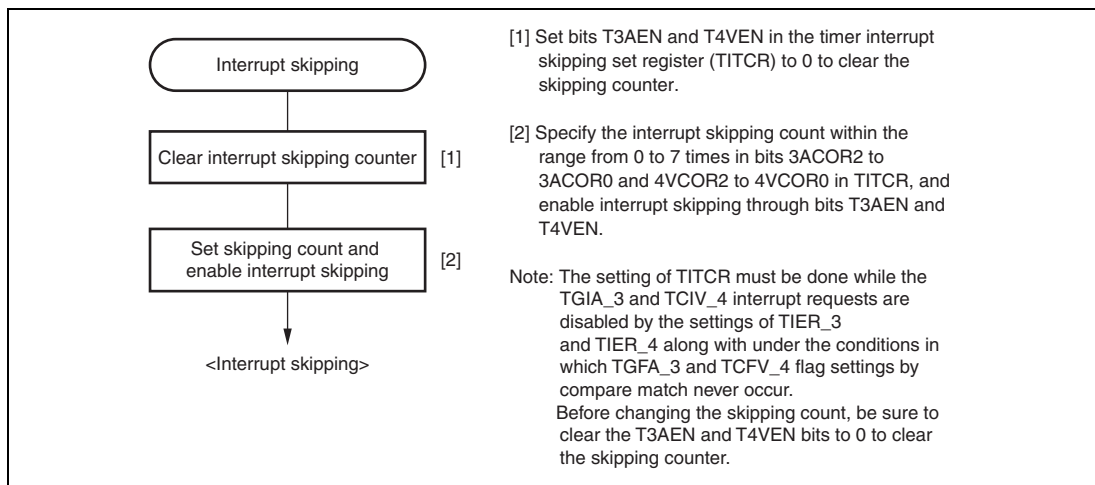 Interrupt skipping
Clear interrupt skipping counter
[1]
Set skipping count and
enable interrupt skipping
[2]
<Interrupt skipping>
[1] Set bits T3AEN and T4VEN in the timer interrupt
skipping set register (TITCR) to 0 to clear the
skipping counter.
[2] Specify the interrupt skipping count within the
range from 0 to 7 times in bits 3ACOR2 to
3ACOR0 and 4VCOR2 to 4VCOR0 in TITCR, and
enable interrupt skipping through bits T3AEN and
T4VEN.
Note: The setting of TITCR must be done while the
TGIA_3 and TCIV_4 interrupt requests are
disabled by the settings of TIER_3
and TIER_4 along with under the conditions in
which TGFA_3 and TCFV_4 flag settings by
compare match never occur.
Before changing the skipping count, be sure to
clear the T3AEN and T4VEN bits to 0 to clear
the skipping counter.